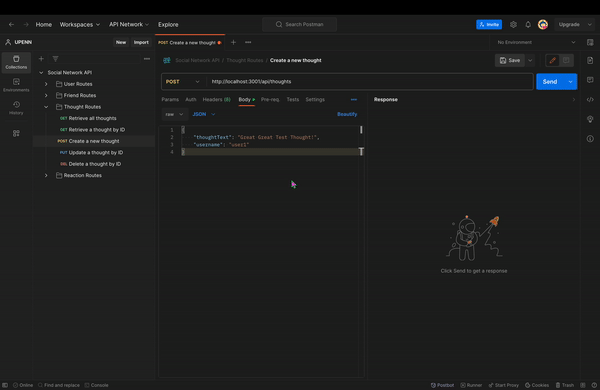 Home Workspaces API Network Explore Search Postman Invite Upgrade
UPENN New Import POST Create a new thought No Environment
Collections
Environments
History
Social Network API
User Routes
Friend Routes
Thought Routes
GET Retrieve all thoughts
GET Retrieve a thought by ID
POST Create a new thought
PUT Update a thought by ID
DEL Delete a thought by ID
Reaction Routes
Social Network API / Thought Routes / Create a new thought Save
POST http://localhost:3001/api/thoughts Send
Params Auth Headers (8) Body Pre-req. Tests Settings
raw JSON Beautify
1 {
2 "thoughtText": "Great Great Test Thought!",
3 "username": "user1"
4 }
Response
Click Send to get a response
Online Find and replace Console Postbot Runner Start Proxy Cookies Trash